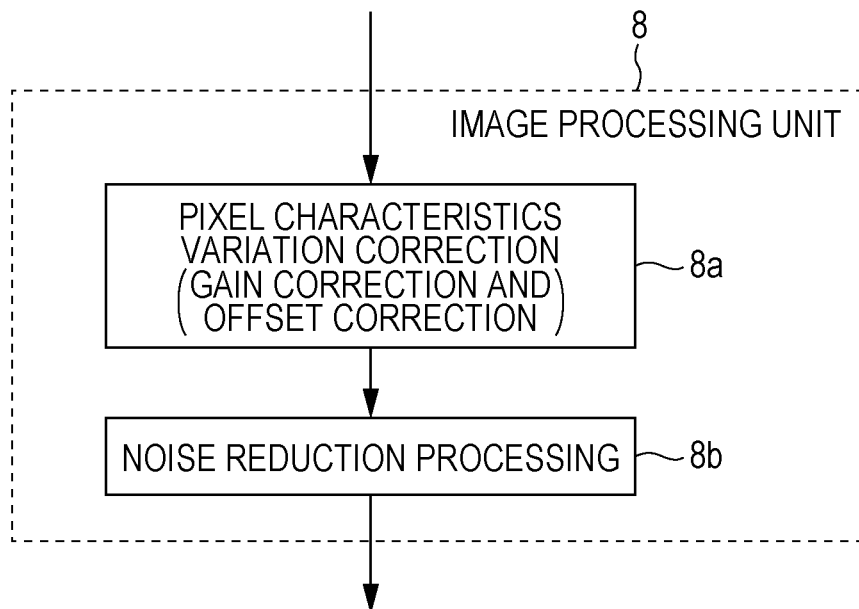 8
IMAGE PROCESSING UNIT
PIXEL CHARACTERISTICS
VARIATION CORRECTION
(GAIN CORRECTION AND
OFFSET CORRECTION)
8a
NOISE REDUCTION PROCESSING
8b